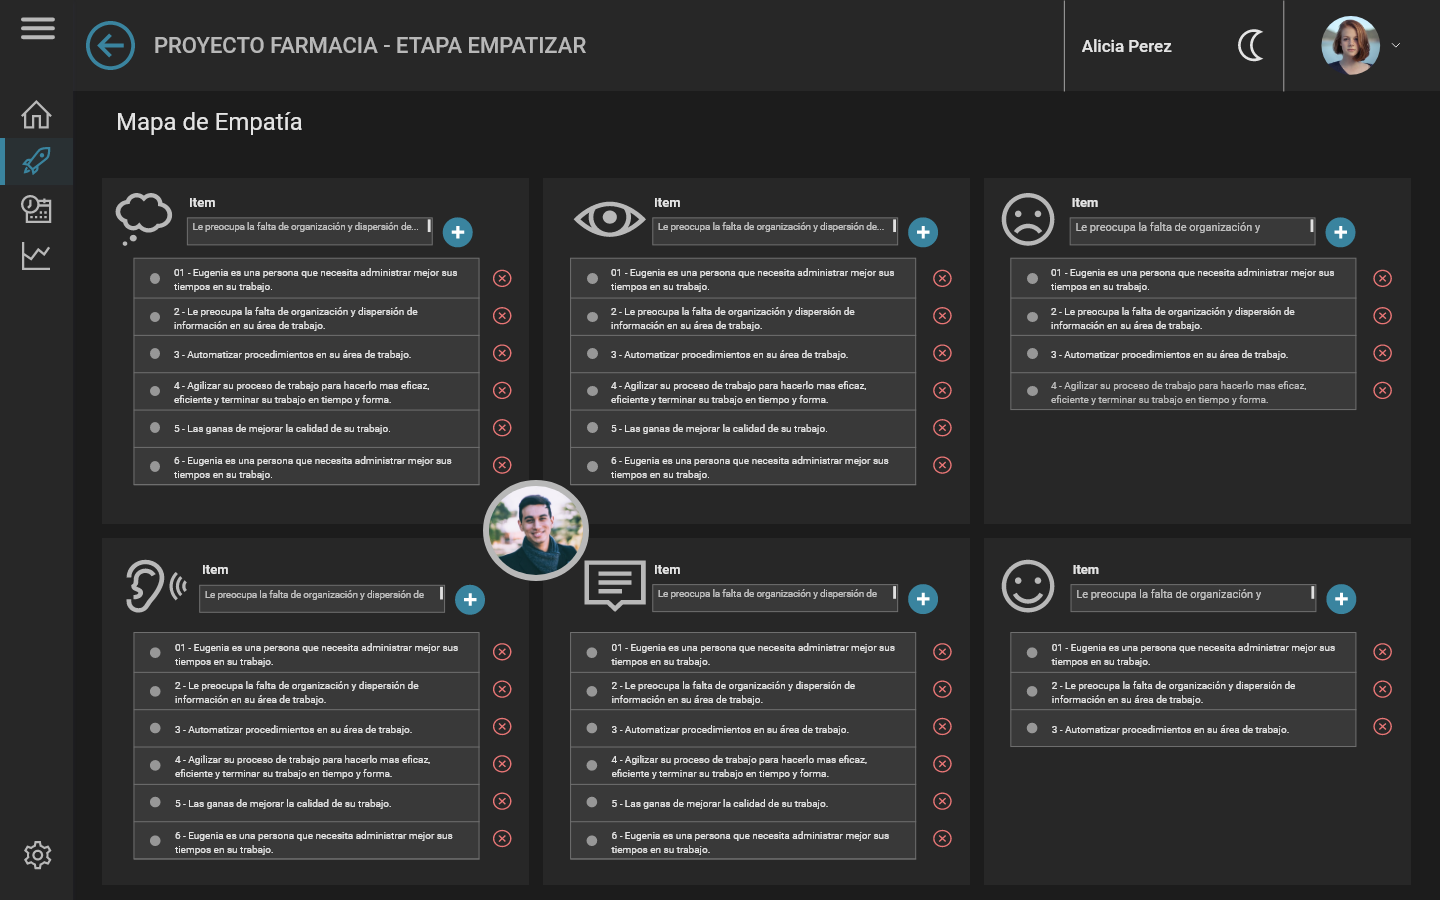 PROYECTO FARMACIA - ETAPA EMPATIZAR
Alicia Perez
Mapa de Empatía
Item
Le preocupa la falta de organización y dispersión de...
01 - Eugenia es una persona que necesita administrar mejor sus
tiempos en su trabajo.
2 - Le preocupa la falta de organización y dispersión de
información en su área de trabajo.
3 - Automatizar procedimientos en su área de trabajo.
4 - Agilizar su proceso de trabajo para hacerlo mas eficaz,
eficiente y terminar su trabajo en tiempo y forma.
5 - Las ganas de mejorar la calidad de su trabajo.
6 - Eugenia es una persona que necesita administrar mejor sus
tiempos en su trabajo.
Item
Le preocupa la falta de organización y dispersión de...
01 - Eugenia es una persona que necesita administrar mejor sus
tiempos en su trabajo.
2 - Le preocupa la falta de organización y dispersión de
información en su área de trabajo.
3 - Automatizar procedimientos en su área de trabajo.
4 - Agilizar su proceso de trabajo para hacerlo mas eficaz,
eficiente y terminar su trabajo en tiempo y forma.
5 - Las ganas de mejorar la calidad de su trabajo.
6 - Eugenia es una persona que necesita administrar mejor sus
tiempos en su trabajo.
Item
Le preocupa la falta de organización y
01 - Eugenia es una persona que necesita administrar mejor sus
tiempos en su trabajo.
2 - Le preocupa la falta de organización y dispersión de
información en su área de trabajo.
3 - Automatizar procedimientos en su área de trabajo.
4 - Agilizar su proceso de trabajo para hacerlo mas eficaz,
eficiente y terminar su trabajo en tiempo y forma.
Item
Le preocupa la falta de organización y dispersión de
01 - Eugenia es una persona que necesita administrar mejor sus
tiempos en su trabajo.
2 - Le preocupa la falta de organización y dispersión de
información en su área de trabajo.
3 - Automatizar procedimientos en su área de trabajo.
4 - Agilizar su proceso de trabajo para hacerlo mas eficaz,
eficiente y terminar su trabajo en tiempo y forma.
5 - Las ganas de mejorar la calidad de su trabajo.
6 - Eugenia es una persona que necesita administrar mejor sus
tiempos en su trabajo.
Item
Le preocupa la falta de organización y dispersión de
01 - Eugenia es una persona que necesita administrar mejor sus
tiempos en su trabajo.
2 - Le preocupa la falta de organización y dispersión de
información en su área de trabajo.
3 - Automatizar procedimientos en su área de trabajo.
4 - Agilizar su proceso de trabajo para hacerlo mas eficaz,
eficiente y terminar su trabajo en tiempo y forma.
5 - Las ganas de mejorar la calidad de su trabajo.
6 - Eugenia es una persona que necesita administrar mejor sus
tiempos en su trabajo.
Item
Le preocupa la falta de organización y
01 - Eugenia es una persona que necesita administrar mejor sus
tiempos en su trabajo.
2 - Le preocupa la falta de organización y dispersión de
información en su área de trabajo.
3 - Automatizar procedimientos en su área de trabajo.